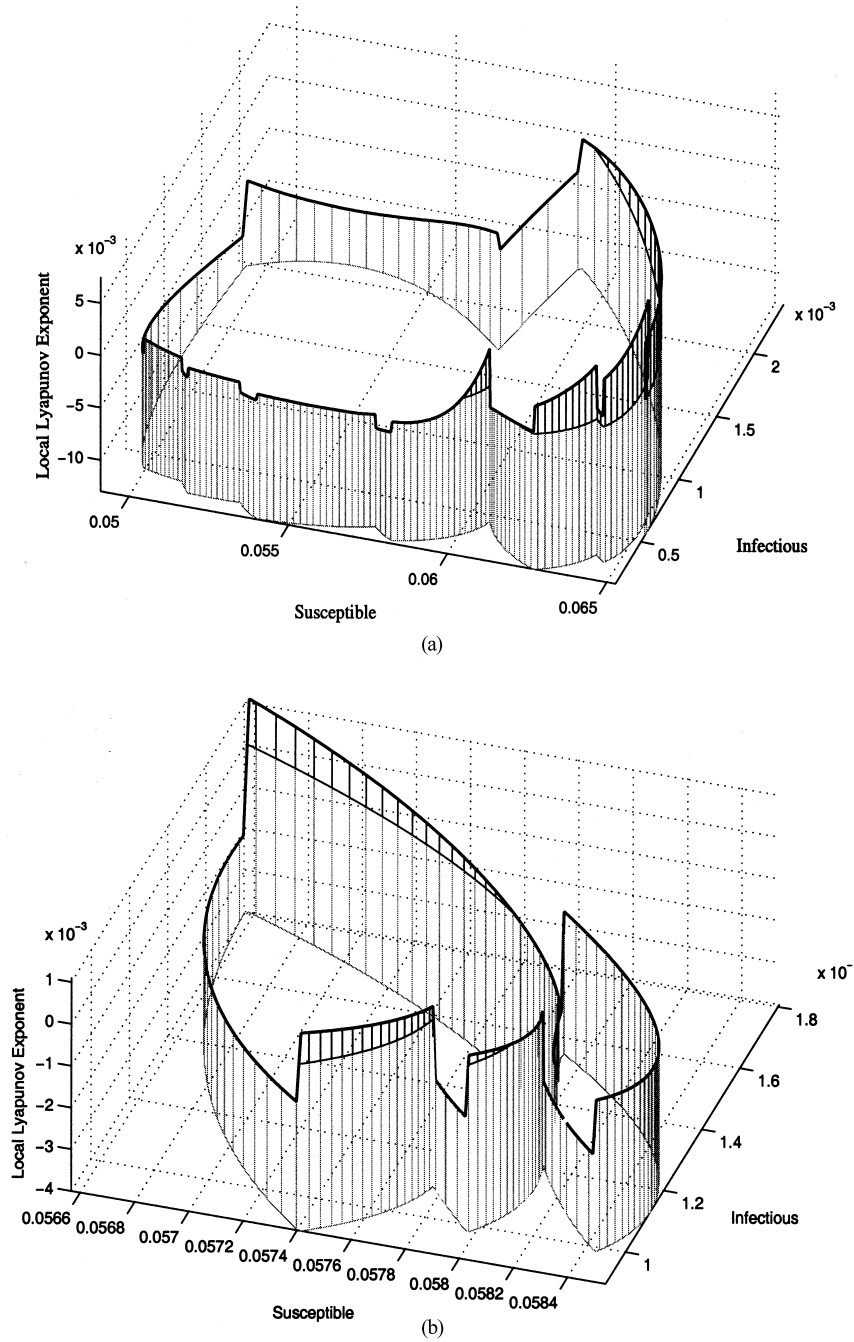 x 10⁻³
5
0
−5
−10
Local Lyapunov Exponent
0.05
0.055
0.06
0.065
Susceptible
0.5
1
1.5
2
x 10⁻³
Infectious
(a)
x 10⁻³
1
0
−1
−2
−3
−4
Local Lyapunov Exponent
0.0566
0.0568
0.057
0.0572
0.0574
0.0576
0.0578
0.058
0.0582
0.0584
Susceptible
1
1.2
1.4
1.6
1.8
x 10⁻
Infectious
(b)